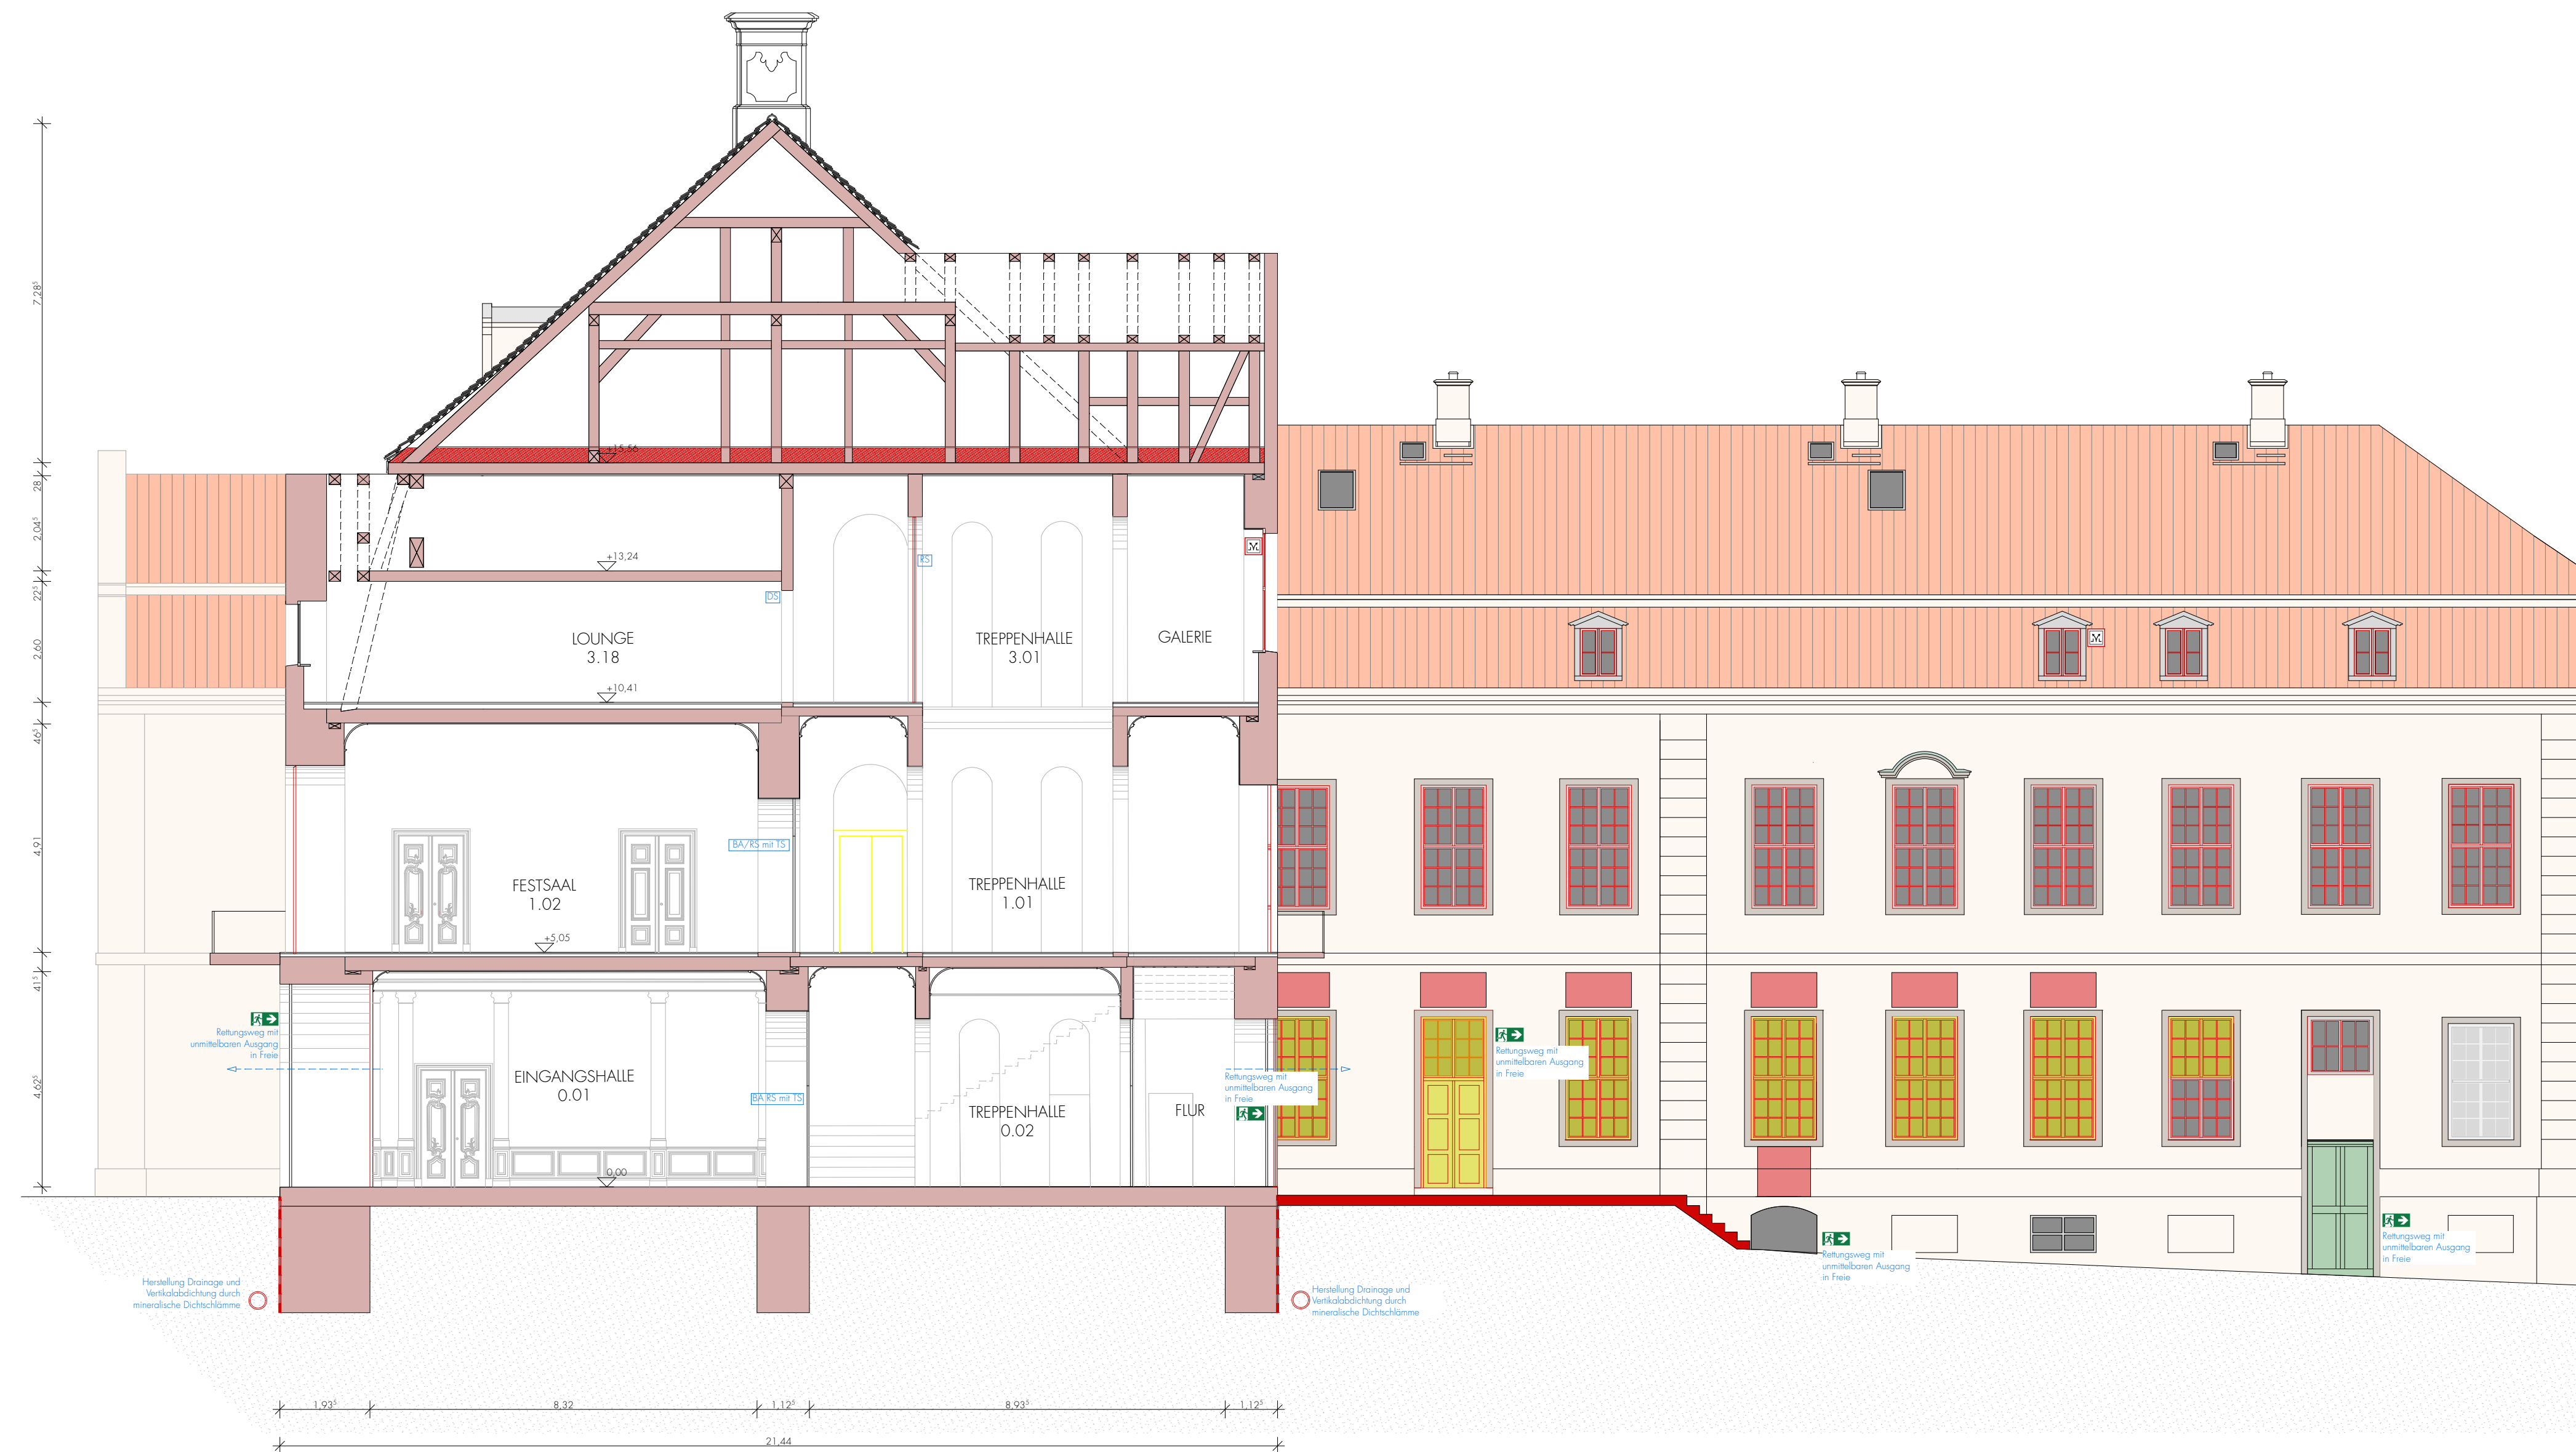 7,28⁵
+15,56
28
2,04⁵
+13,24
RS
22⁵
DS
2,60
LOUNGE
3.18
TREPPENHALLE
3.01
GALERIE
+10,41
46⁵
4,91
BA/RS mit TS
FESTSAAL
1.02
TREPPENHALLE
1.01
+5,05
41⁵
Rettungsweg mit
unmittelbaren Ausgang
in Freie
Rettungsweg mit
unmittelbaren Ausgang
in Freie
4,62⁵
EINGANGSHALLE
0.01
BA RS mit TS
TREPPENHALLE
0.02
FLUR
Rettungsweg mit
unmittelbaren Ausgang
in Freie
0,00
Rettungsweg mit
unmittelbaren Ausgang
in Freie
Rettungsweg mit
unmittelbaren Ausgang
in Freie
Herstellung Drainage und
Vertikalabdichtung durch
mineralische Dichtschlämme
Herstellung Drainage und
Vertikalabdichtung durch
mineralische Dichtschlämme
1,93⁵
8,32
1,12⁵
8,93⁵
1,12⁵
21,44